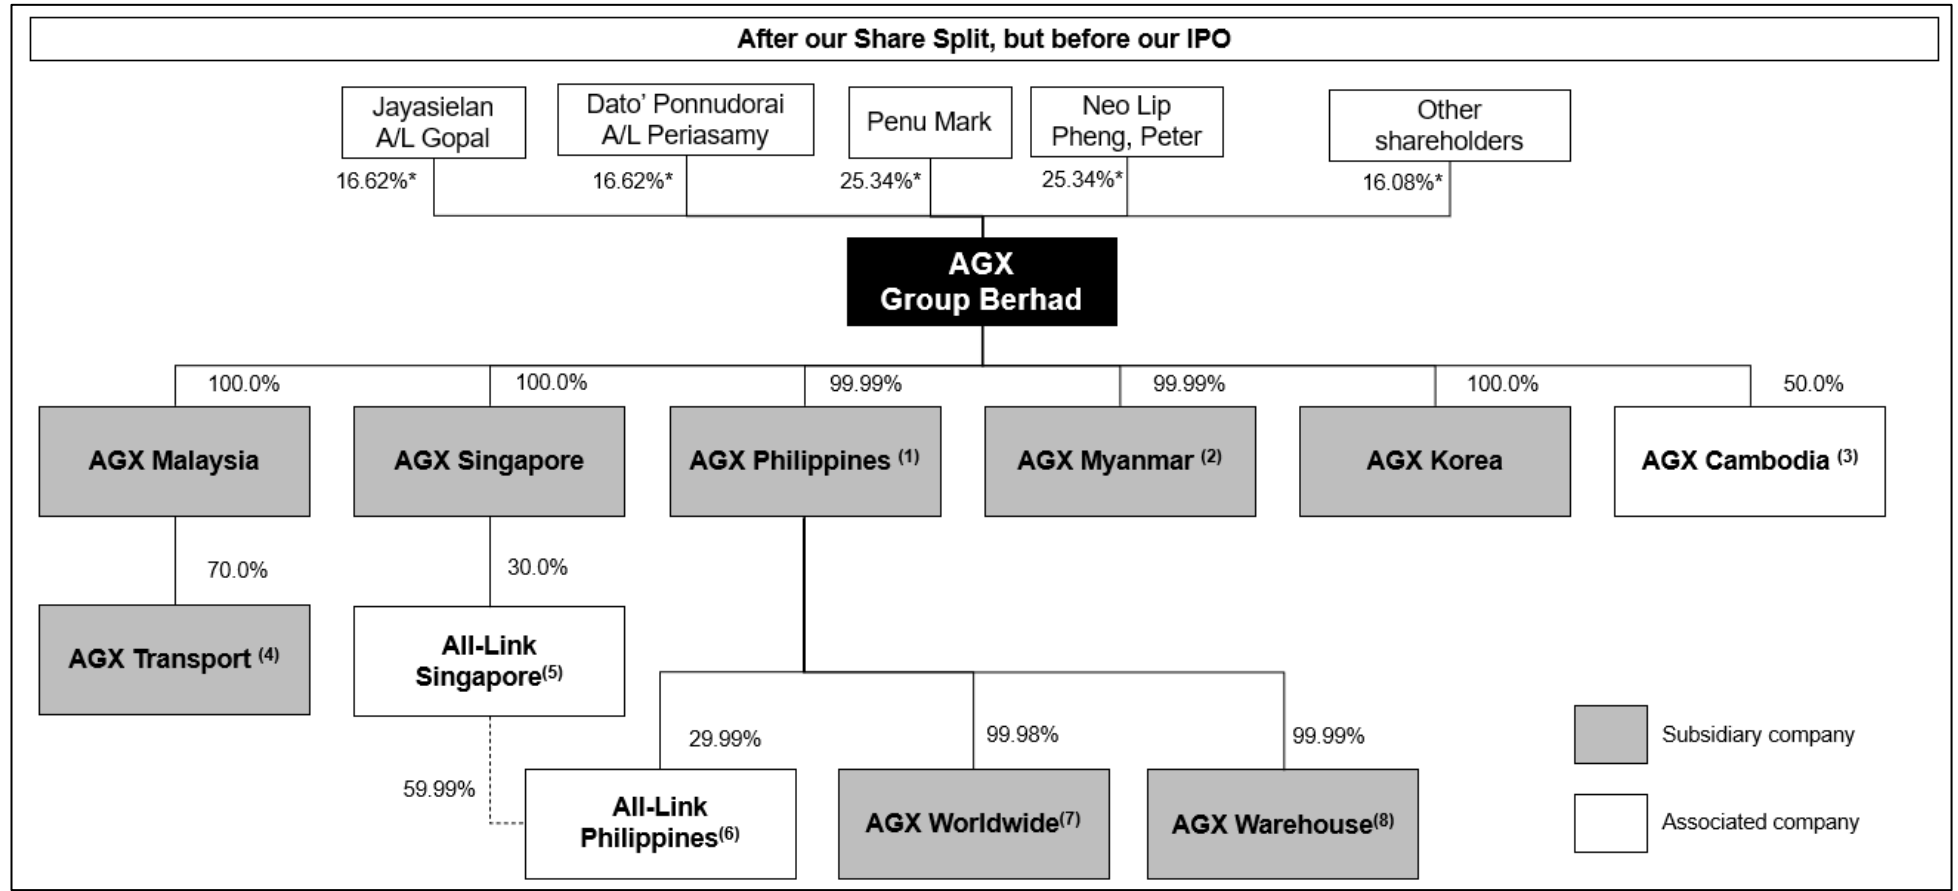 After our Share Split, but before our IPO
Jayasielan
A/L Gopal
Dato’ Ponnudorai
A/L Periasamy
Penu Mark
Neo Lip
Pheng, Peter
Other
shareholders
16.62%*
16.62%*
25.34%*
25.34%*
16.08%*
AGX
Group Berhad
100.0%
100.0%
99.99%
99.99%
100.0%
50.0%
AGX Malaysia
AGX Singapore
AGX Philippines (1)
AGX Myanmar (2)
AGX Korea
AGX Cambodia (3)
70.0%
30.0%
AGX Transport (4)
All-Link
Singapore(5)
29.99%
99.98%
99.99%
59.99%
All-Link
Philippines(6)
AGX Worldwide(7)
AGX Warehouse(8)
Subsidiary company
Associated company